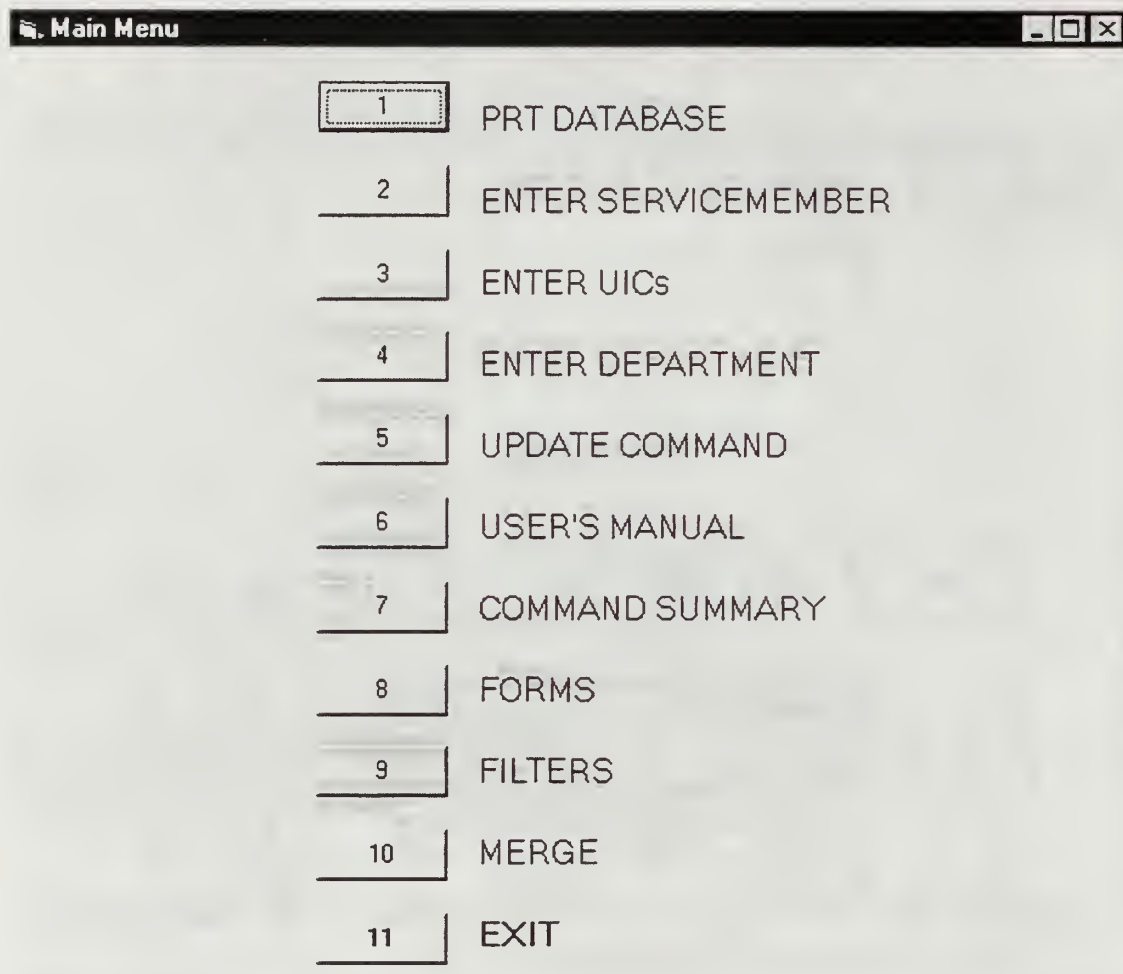 Main Menu
1 PRT DATABASE
2 ENTER SERVICEMEMBER
3 ENTER UICs
4 ENTER DEPARTMENT
5 UPDATE COMMAND
6 USER'S MANUAL
7 COMMAND SUMMARY
8 FORMS
9 FILTERS
10 MERGE
11 EXIT